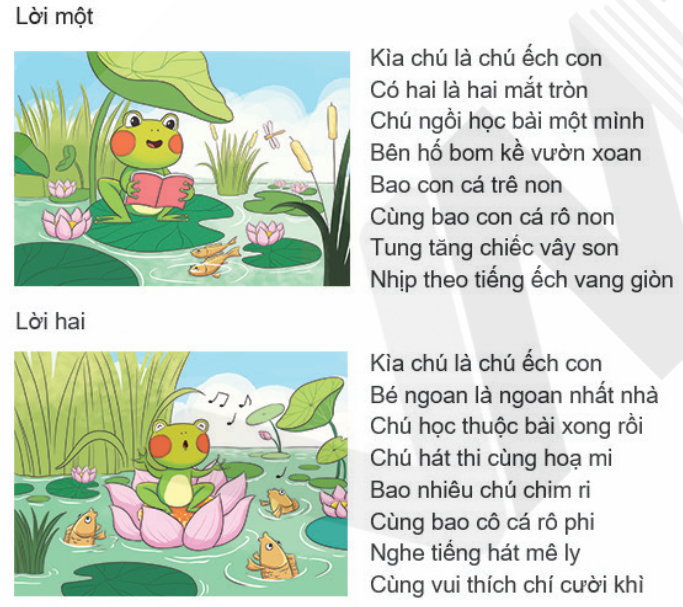 Lời một
Kìa chú là chú ếch con
Có hai là hai mắt tròn
Chú ngồi học bài một mình
Bên hố bom kề vườn xoan
Bao con cá trê non
Cùng bao con cá rô non
Tung tăng chiếc vây son
Nhịp theo tiếng ếch vang giòn
Lời hai
Kìa chú là chú ếch con
Bé ngoan là ngoan nhất nhà
Chú học thuộc bài xong rồi
Chú hát thi cùng hoạ mi
Bao nhiêu chú chim ri
Cùng bao cô cá rô phi
Nghe tiếng hát mê ly
Cùng vui thích chí cười khì